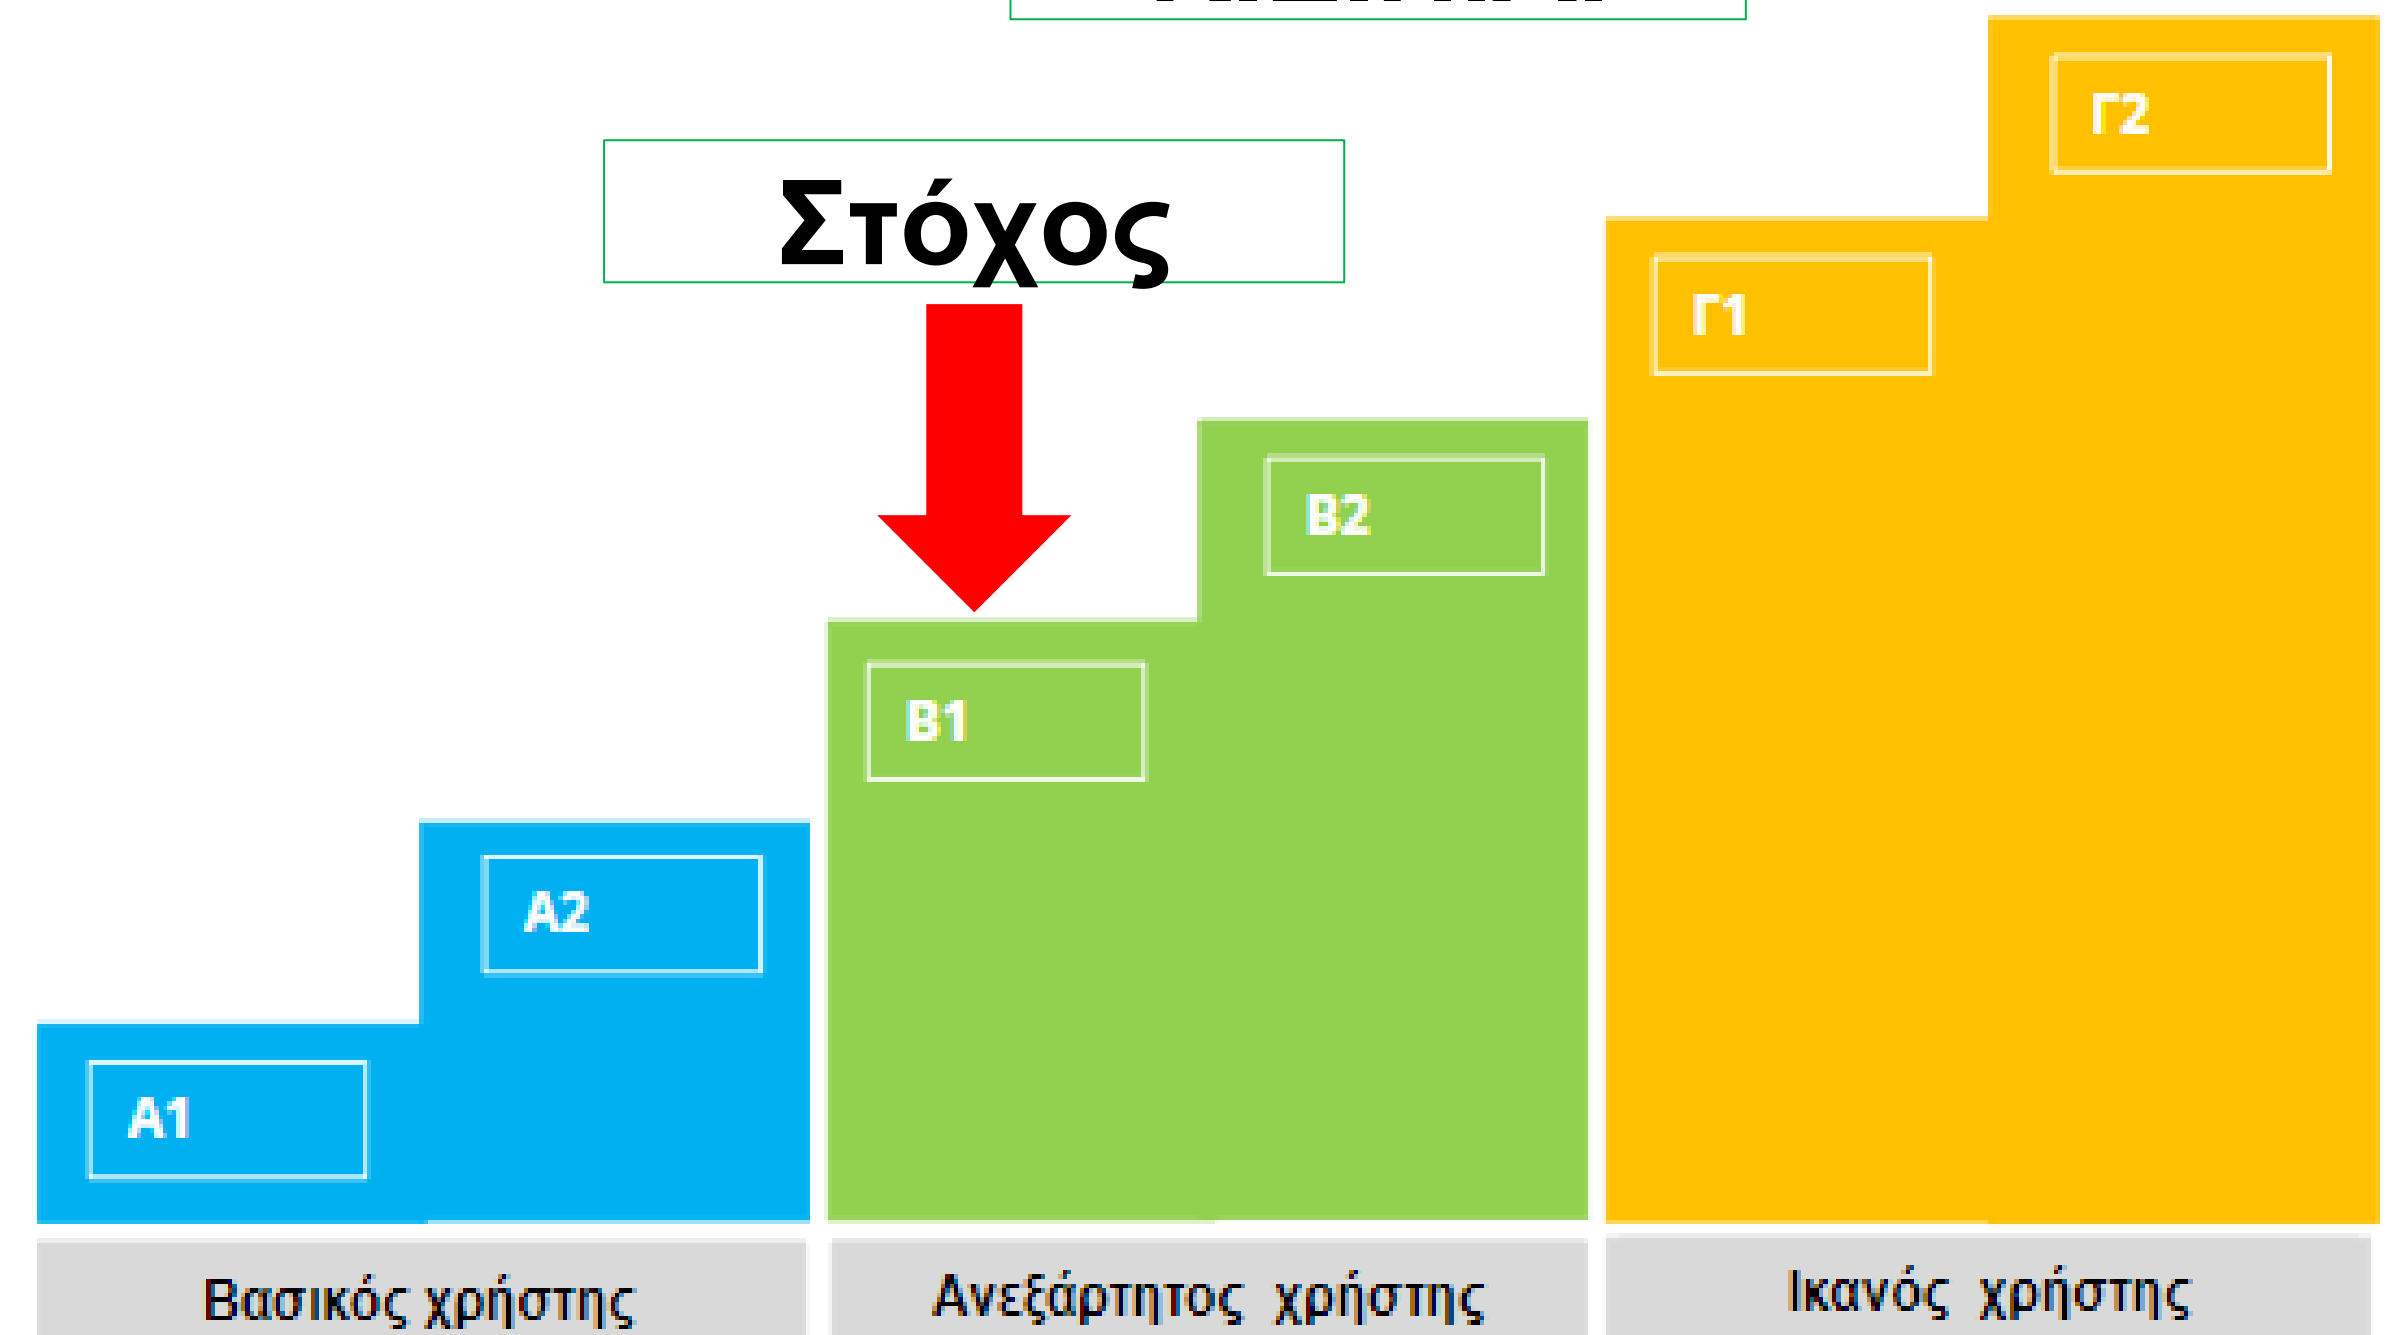 Στόχος
Γ2
Γ1
Β2
Β1
Α2
Α1
Βασικός χρήστης
Ανεξάρτητος χρήστης
Ικανός χρήστης